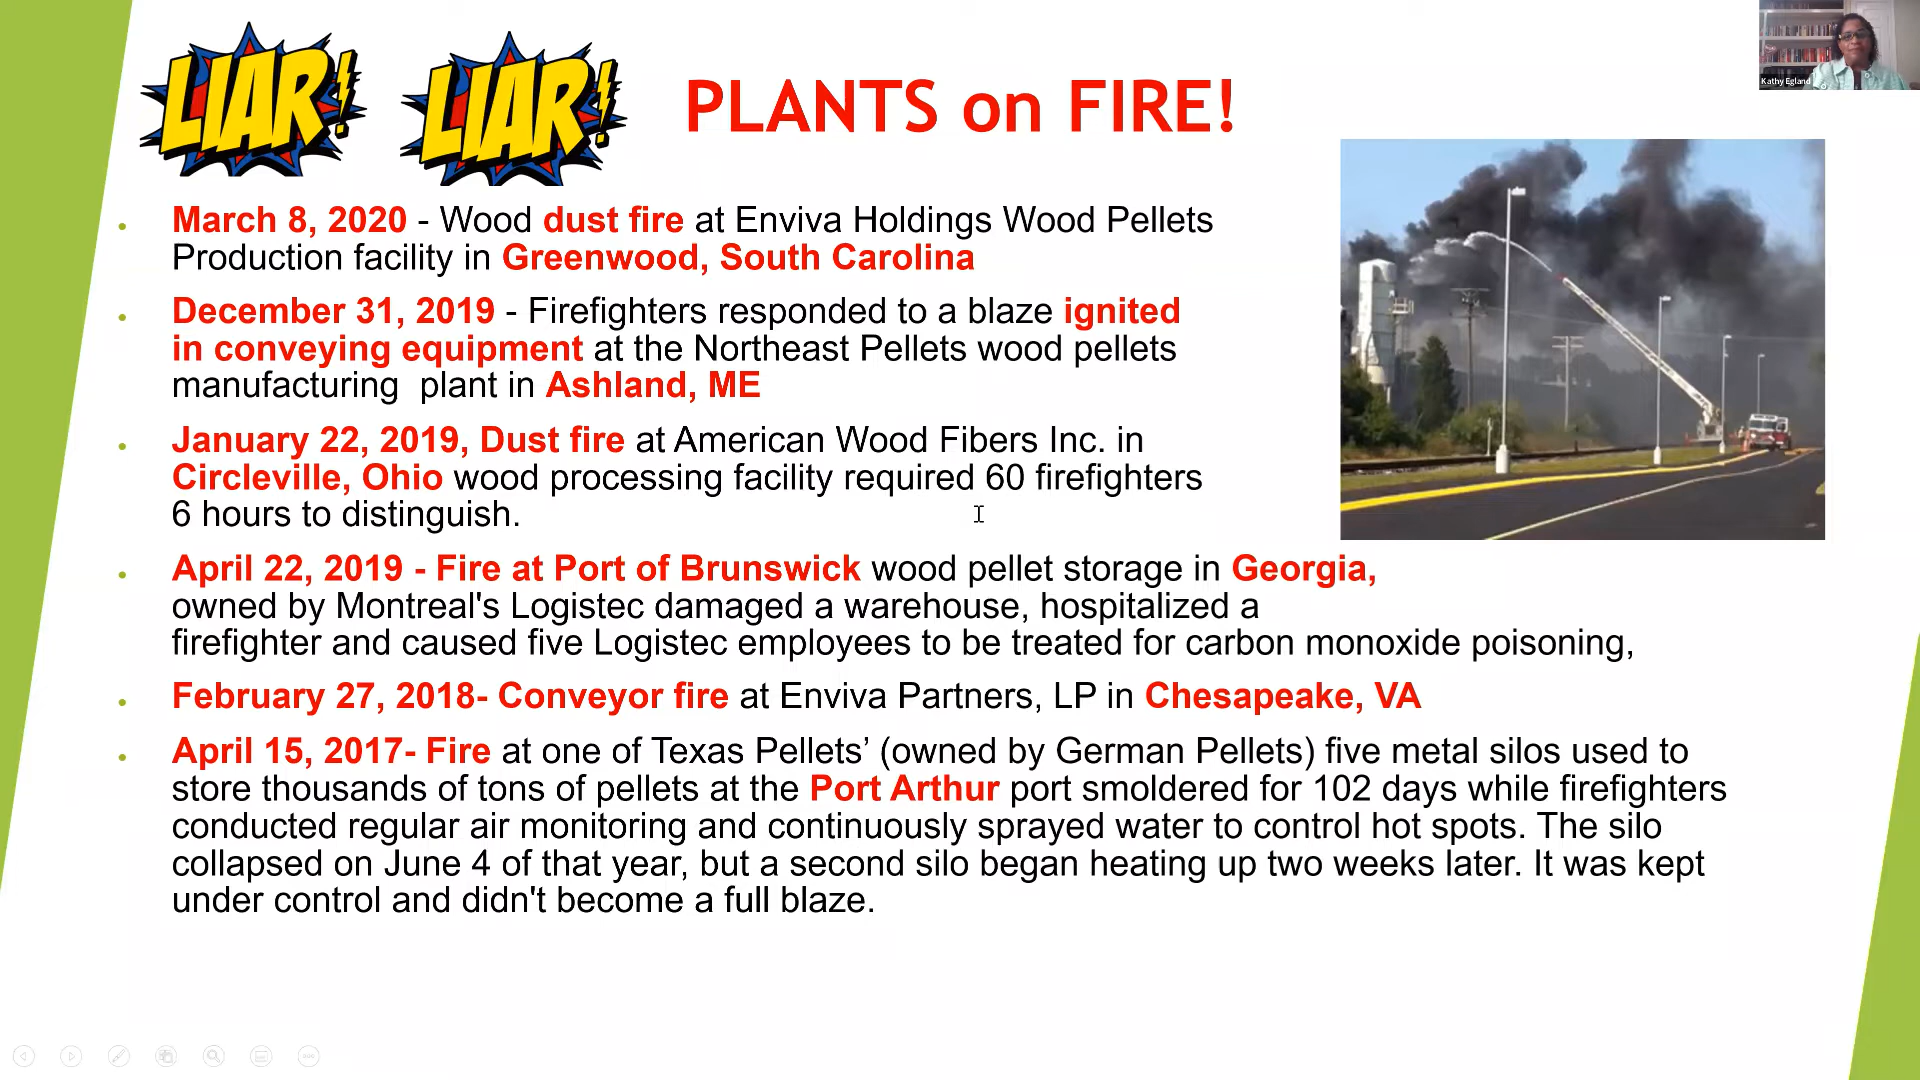 LIAR!
LIAR!
PLANTS on FIRE!
Kathy Egland
• March 8, 2020 - Wood dust fire at Enviva Holdings Wood Pellets
Production facility in Greenwood, South Carolina
• December 31, 2019 - Firefighters responded to a blaze ignited
in conveying equipment at the Northeast Pellets wood pellets
manufacturing  plant in Ashland, ME
• January 22, 2019, Dust fire at American Wood Fibers Inc. in
Circleville, Ohio wood processing facility required 60 firefighters
6 hours to distinguish.
• April 22, 2019 - Fire at Port of Brunswick wood pellet storage in Georgia,
owned by Montreal's Logistec damaged a warehouse, hospitalized a
firefighter and caused five Logistec employees to be treated for carbon monoxide poisoning,
• February 27, 2018- Conveyor fire at Enviva Partners, LP in Chesapeake, VA
• April 15, 2017- Fire at one of Texas Pellets’ (owned by German Pellets) five metal silos used to
store thousands of tons of pellets at the Port Arthur port smoldered for 102 days while firefighters
conducted regular air monitoring and continuously sprayed water to control hot spots. The silo
collapsed on June 4 of that year, but a second silo began heating up two weeks later. It was kept
under control and didn't become a full blaze.